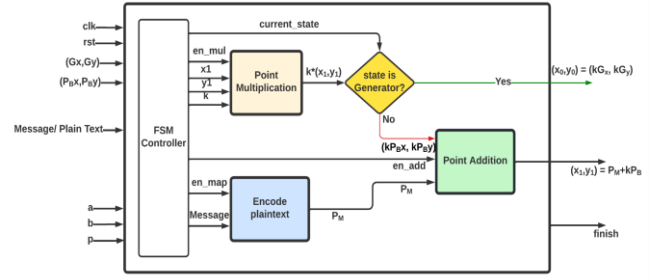 clk
rst
(Gx,Gy)
(PBx,PBy)
Message/ Plain Text
a
b
p
FSM
Controller
current_state
en_mul
x1
y1
k
Point
Multiplication
k*(x₁,y₁)
state is
Generator?
Yes
(x₀,y₀) = (kGₓ, kGᵧ)
No
(kPBx, kPBy)
en_add
Point Addition
(x₁,y₁) = PM+kPB
en_map
Message
Encode
plaintext
PM
PM
finish